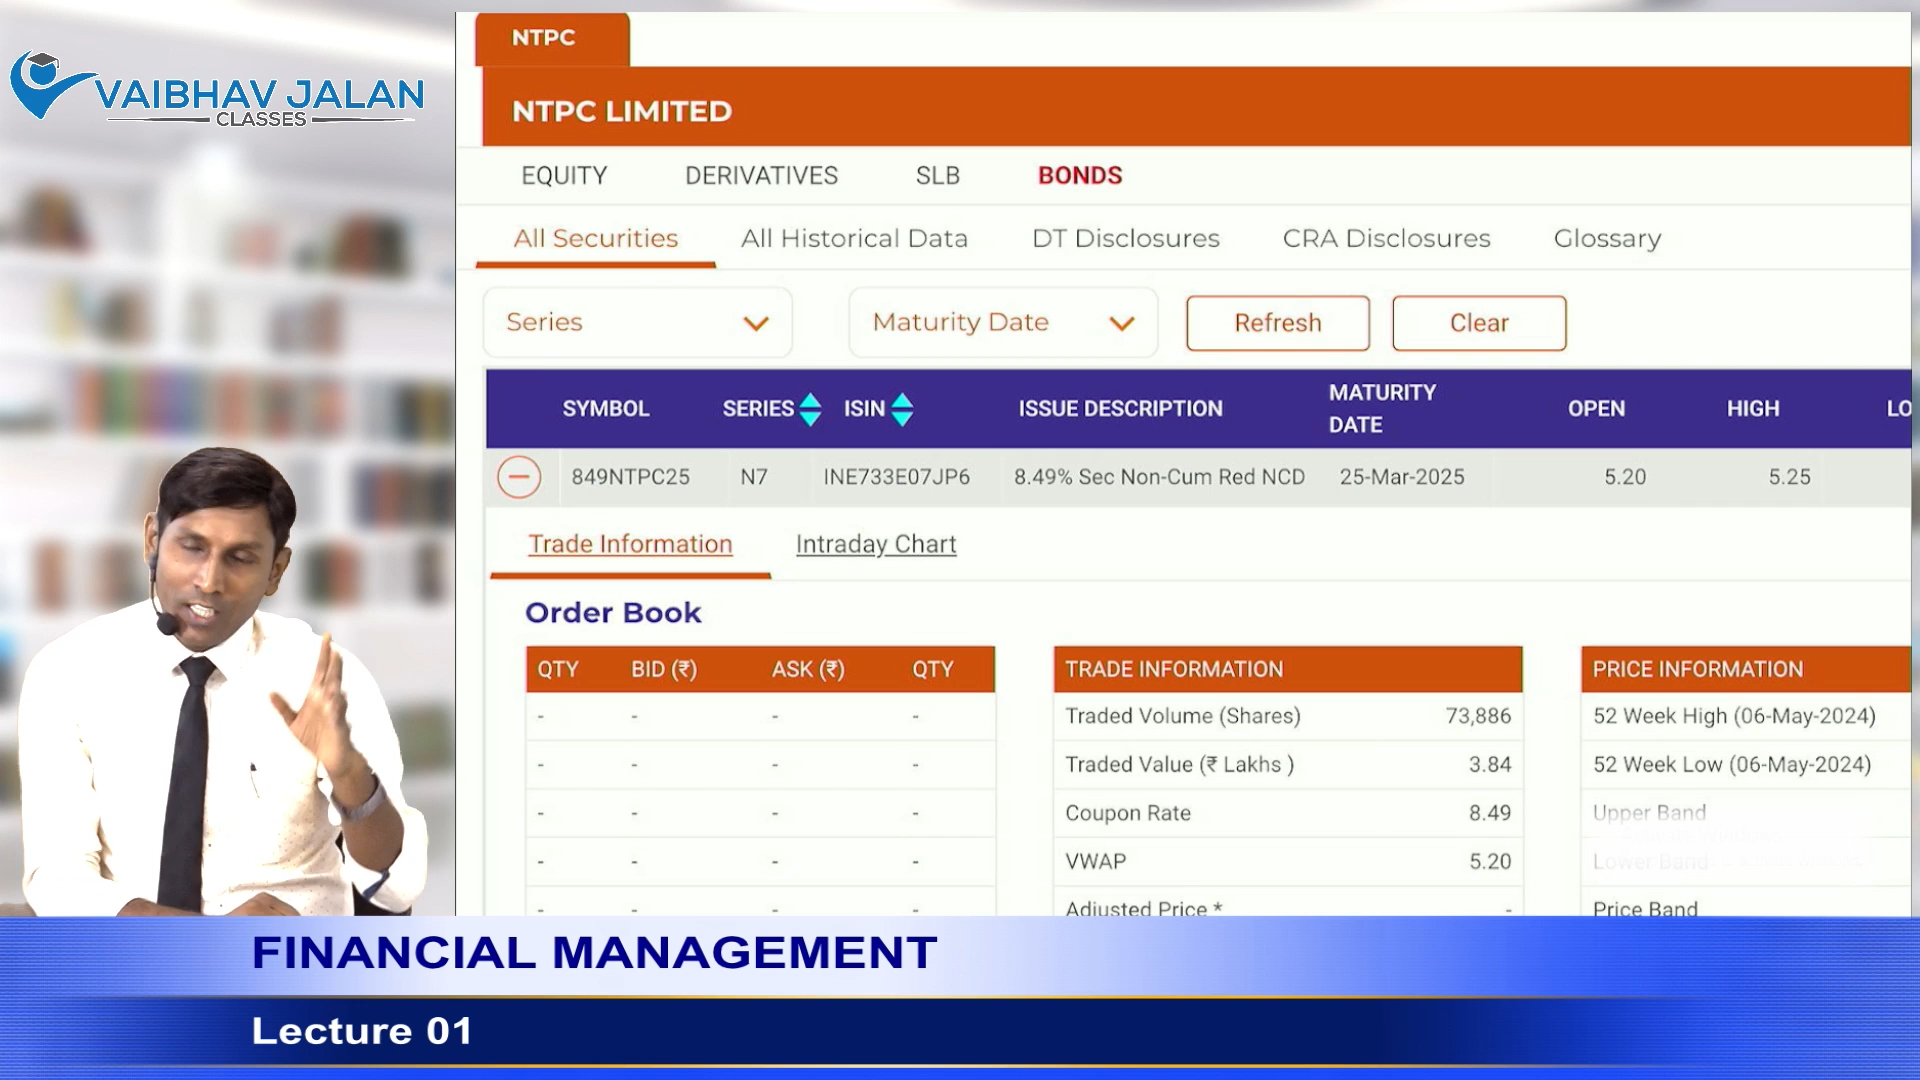 VAIBHAV JALAN
CLASSES
NTPC
NTPC LIMITED
EQUITY DERIVATIVES SLB BONDS
All Securities All Historical Data DT Disclosures CRA Disclosures Glossary
Series Maturity Date Refresh Clear
SYMBOL SERIES ISIN ISSUE DESCRIPTION MATURITY DATE OPEN HIGH LO
849NTPC25 N7 INE733E07JP6 8.49% Sec Non-Cum Red NCD 25-Mar-2025 5.20 5.25
Trade Information Intraday Chart
Order Book
QTY BID (₹) ASK (₹) QTY TRADE INFORMATION PRICE INFORMATION
- - - - Traded Volume (Shares) 73,886 52 Week High (06-May-2024)
- - - - Traded Value (₹ Lakhs ) 3.84 52 Week Low (06-May-2024)
- - - - Coupon Rate 8.49 Upper Band
- - - - VWAP 5.20 Lower Band
- - - - Adjusted Price * - Price Band
FINANCIAL MANAGEMENT
Lecture 01